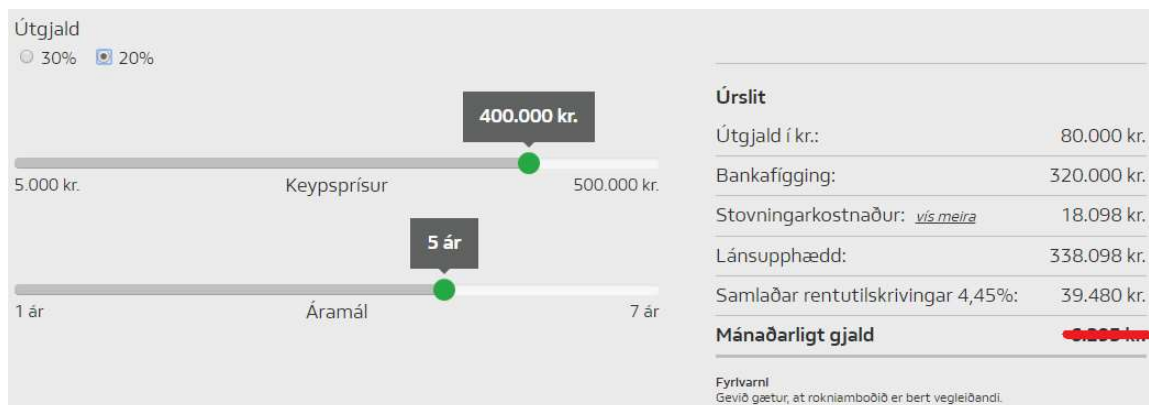 Útgjald
30% 20%
400.000 kr.
5.000 kr. Keypsprísur 500.000 kr.
5 ár
1 ár Áramál 7 ár
Úrslit
Útgjald í kr.: 80.000 kr.
Bankafígging: 320.000 kr.
Stovningarkostnaður: vís meira 18.098 kr.
Lánsupphædd: 338.098 kr.
Samlaðar rentutilskrivingar 4,45%: 39.480 kr.
Mánaðarligt gjald
Fyrivarni
Gevið gætur, at rokniamboðið er bert vegleiðandi.